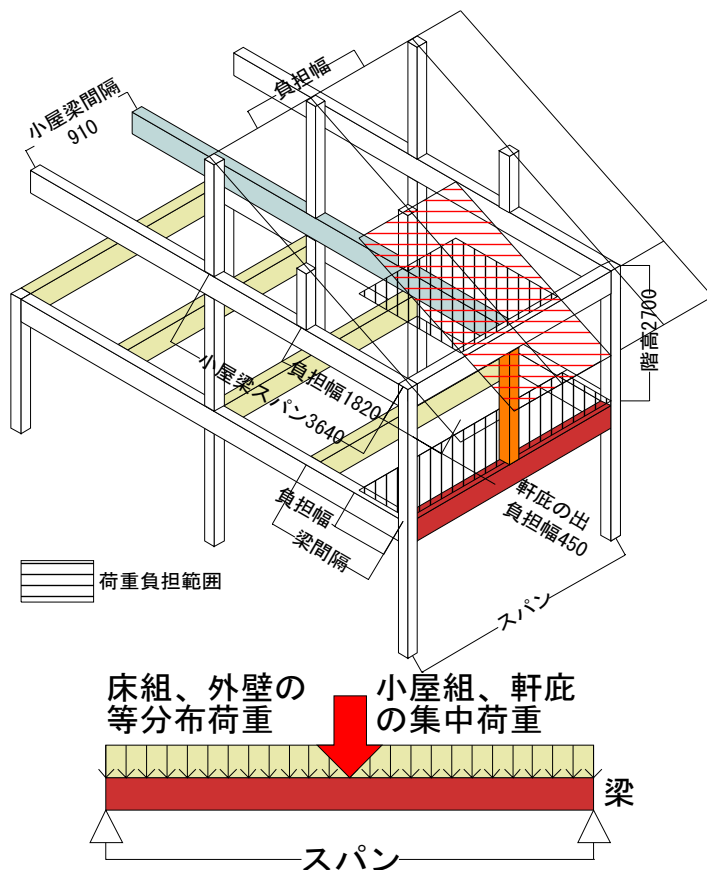 負担幅
小屋梁間隔
910
階高2700
小屋梁スパン3640
負担幅1820
軒庇の出
負担幅450
負担幅
梁間隔
荷重負担範囲
スパン
床組、外壁の
等分布荷重
小屋組、軒庇
の集中荷重
梁
スパン